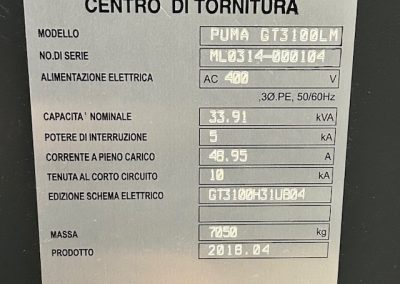 CENTRO DI TORNITURA
MODELLO PUMA GT3100LM
NO.DI SERIE ML0314-000104
ALIMENTAZIONE ELETTRICA AC 400 V
,3Ø.PE, 50/60Hz
CAPACITA' NOMINALE 33.91 kVA
POTERE DI INTERRUZIONE 5 kA
CORRENTE A PIENO CARICO 48.95 A
TENUTA AL CORTO CIRCUITO 10 kA
EDIZIONE SCHEMA ELETTRICO GT3100H31UB04
MASSA 7050 kg
PRODOTTO 2018.04